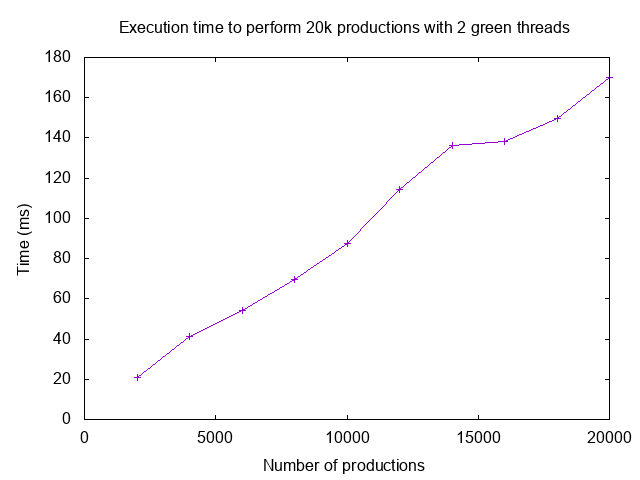 Execution time to perform 20k productions with 2 green threads
180
160
140
120
100
80
60
40
20
0
Time (ms)
0 5000 10000 15000 20000
Number of productions